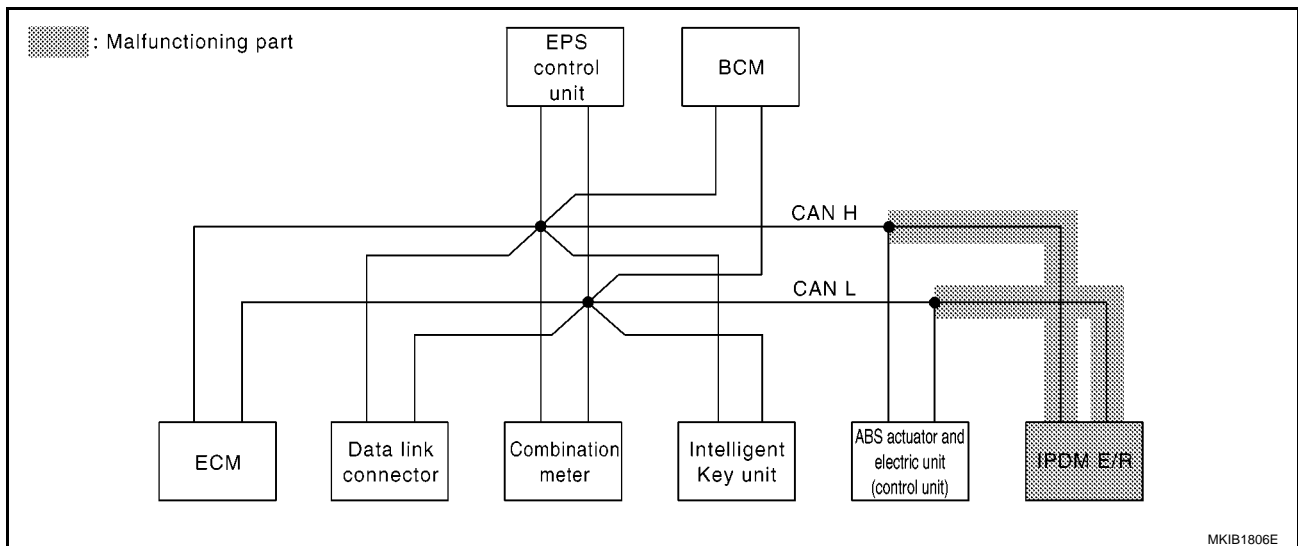 : Malfunctioning part
EPS
control
unit
BCM
CAN H
CAN L
ECM
Data link
connector
Combination
meter
Intelligent
Key unit
ABS actuator and
electric unit
(control unit)
IPDM E/R
MKIB1806E